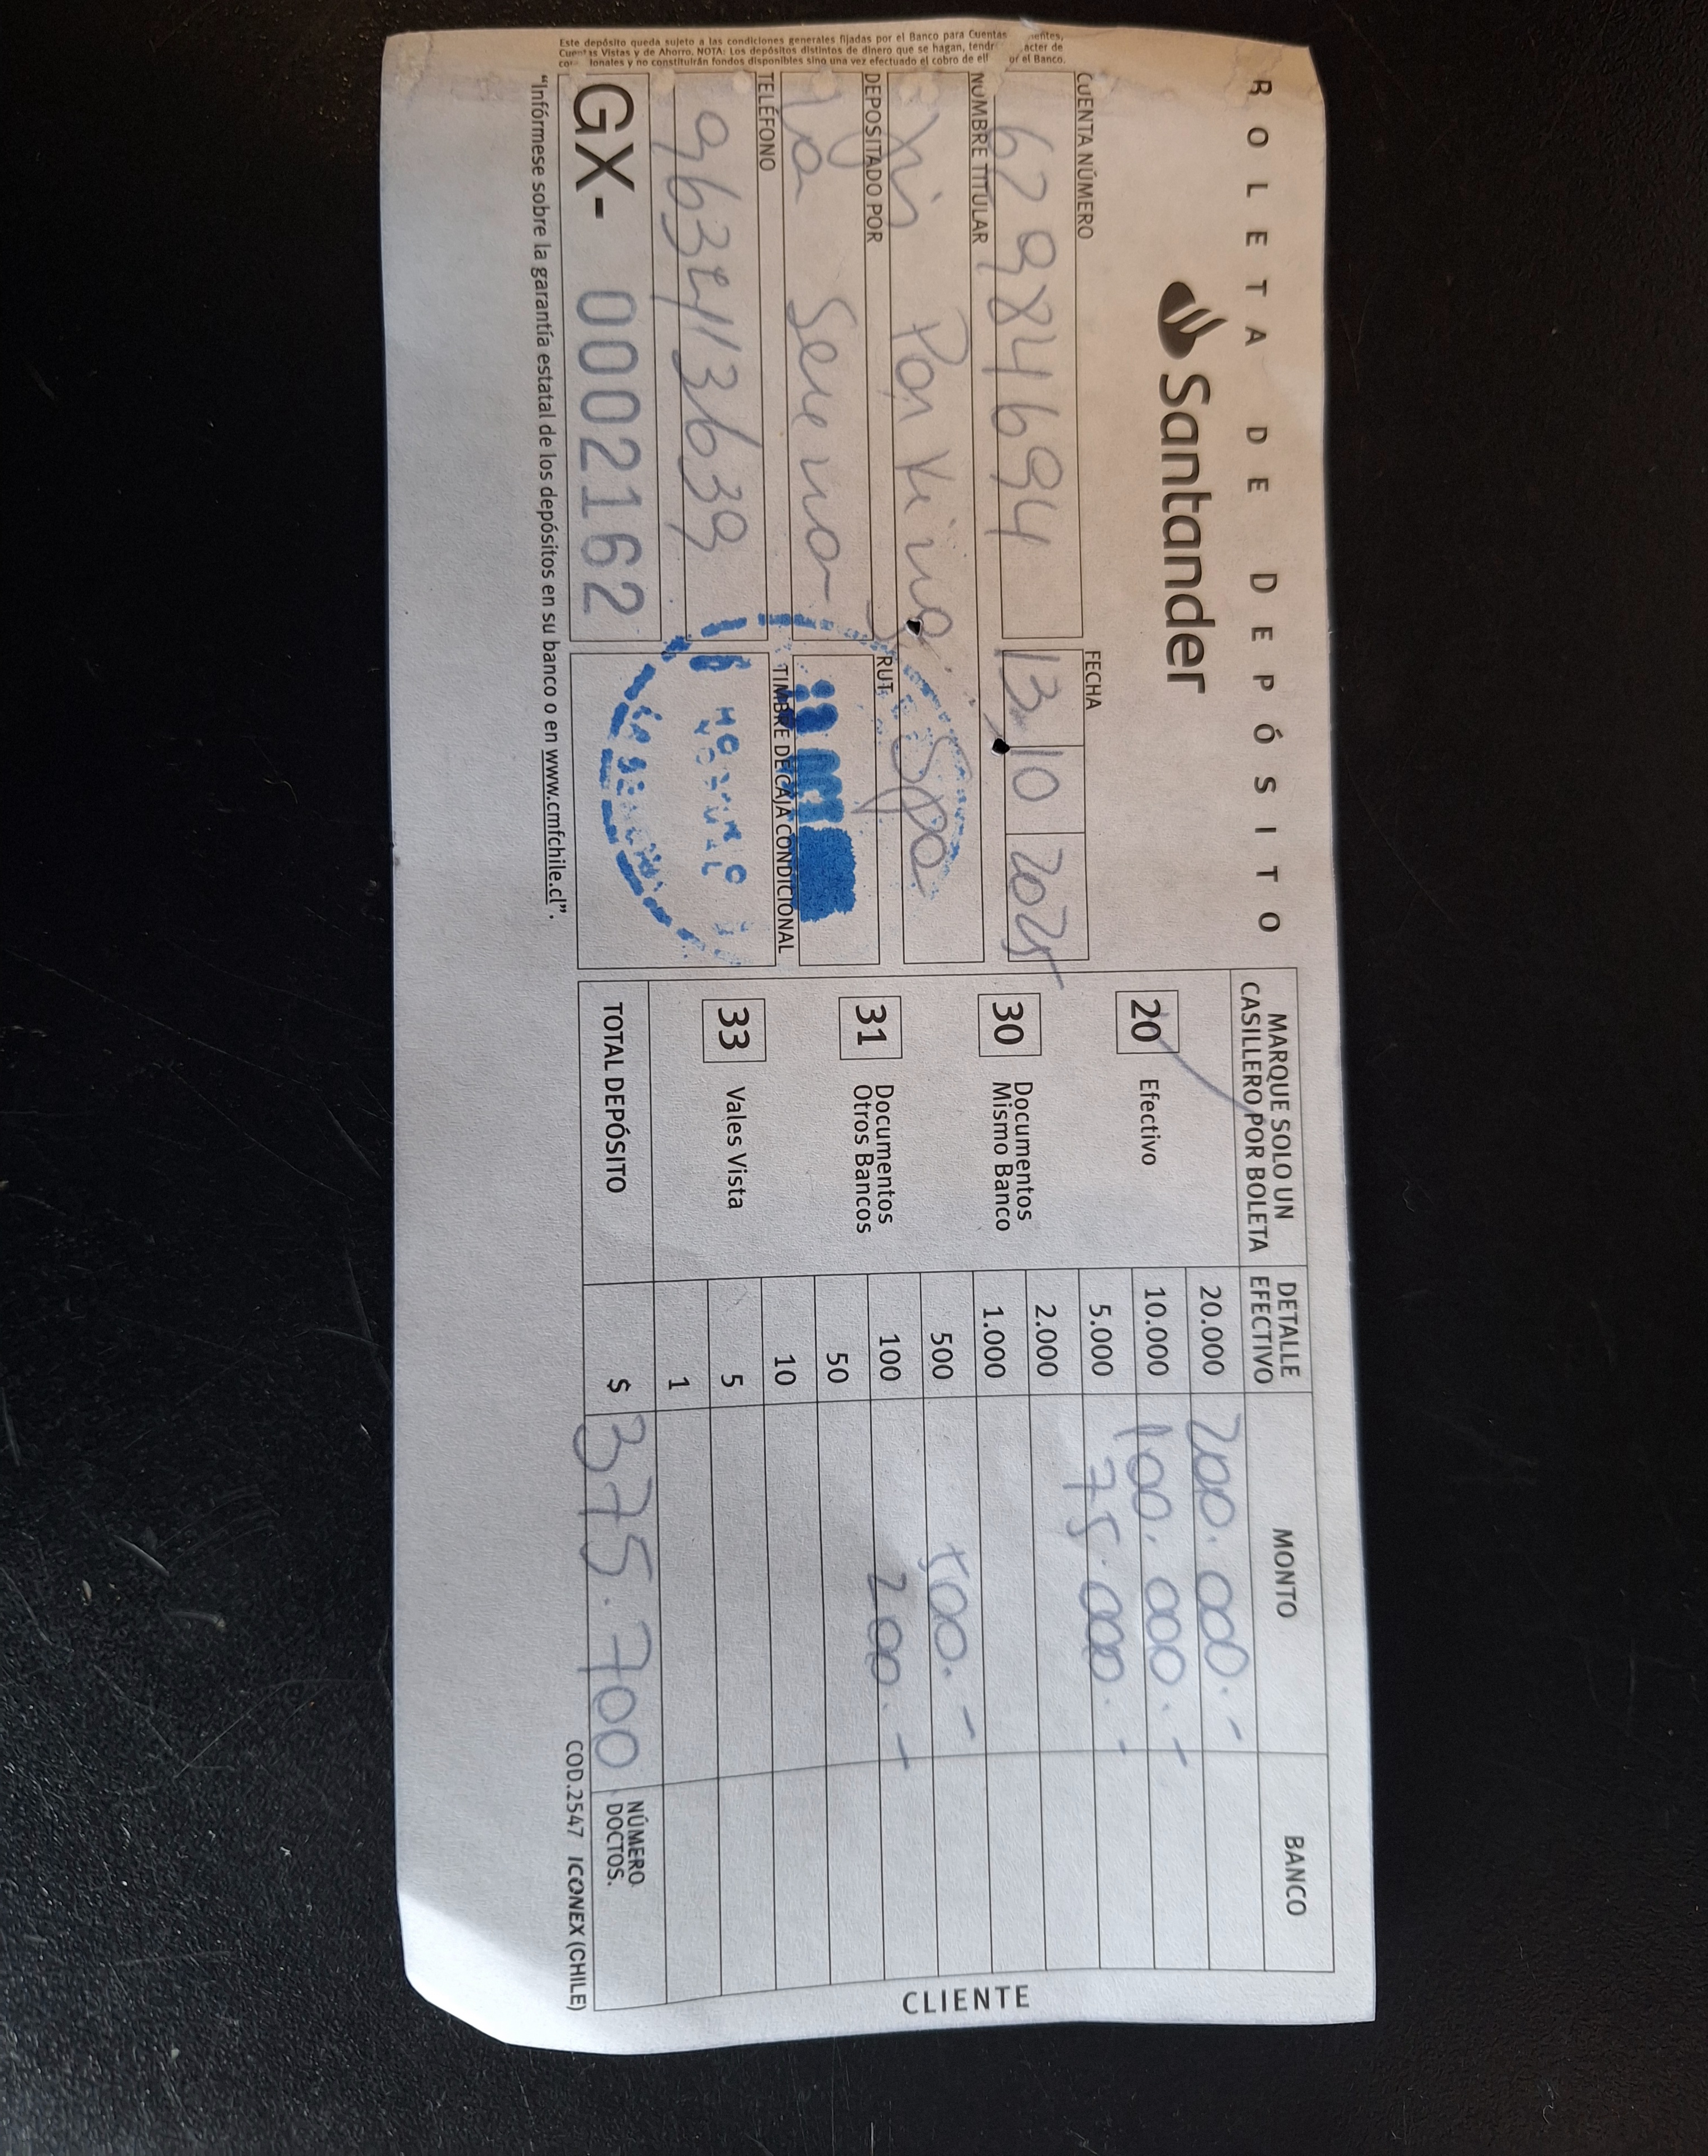 BOLETA DE DEPÓSITO
Santander
CUENTA NÚMERO
FECHA
62984694
13 10 2025
NOMBRE TITULAR
Parking Spa
DEPOSITADO POR
RUT
La Serena
TELÉFONO
TIMBRE DE CAJA CONDICIONAL
GX- 0002162
Este depósito queda sujeto a las condiciones generales fijadas por el Banco para Cuentas
Vistas y de Ahorro. NOTA: Los depósitos distintos de dinero que se hagan,
y no constituirán fondos disponibles sino una vez efectuado el cobro de el Banco.
"Infórmese sobre la garantía estatal de los depósitos en su banco o en www.cmfchile.cl".
MARQUE SOLO UN CASILLERO POR BOLETA
DETALLE EFECTIVO
MONTO
BANCO
20 Efectivo
30 Documentos Mismo Banco
31 Documentos Otros Bancos
33 Vales Vista
20.000 200.000.-
10.000 100.000.-
5.000 75.000.-
2.000
1.000
500 500.-
100 200.-
50
10
5
1
TOTAL DEPÓSITO $ 375.700
NÚMERO DOCTOS.
COD.2547 ICONEX (CHILE)
CLIENTE